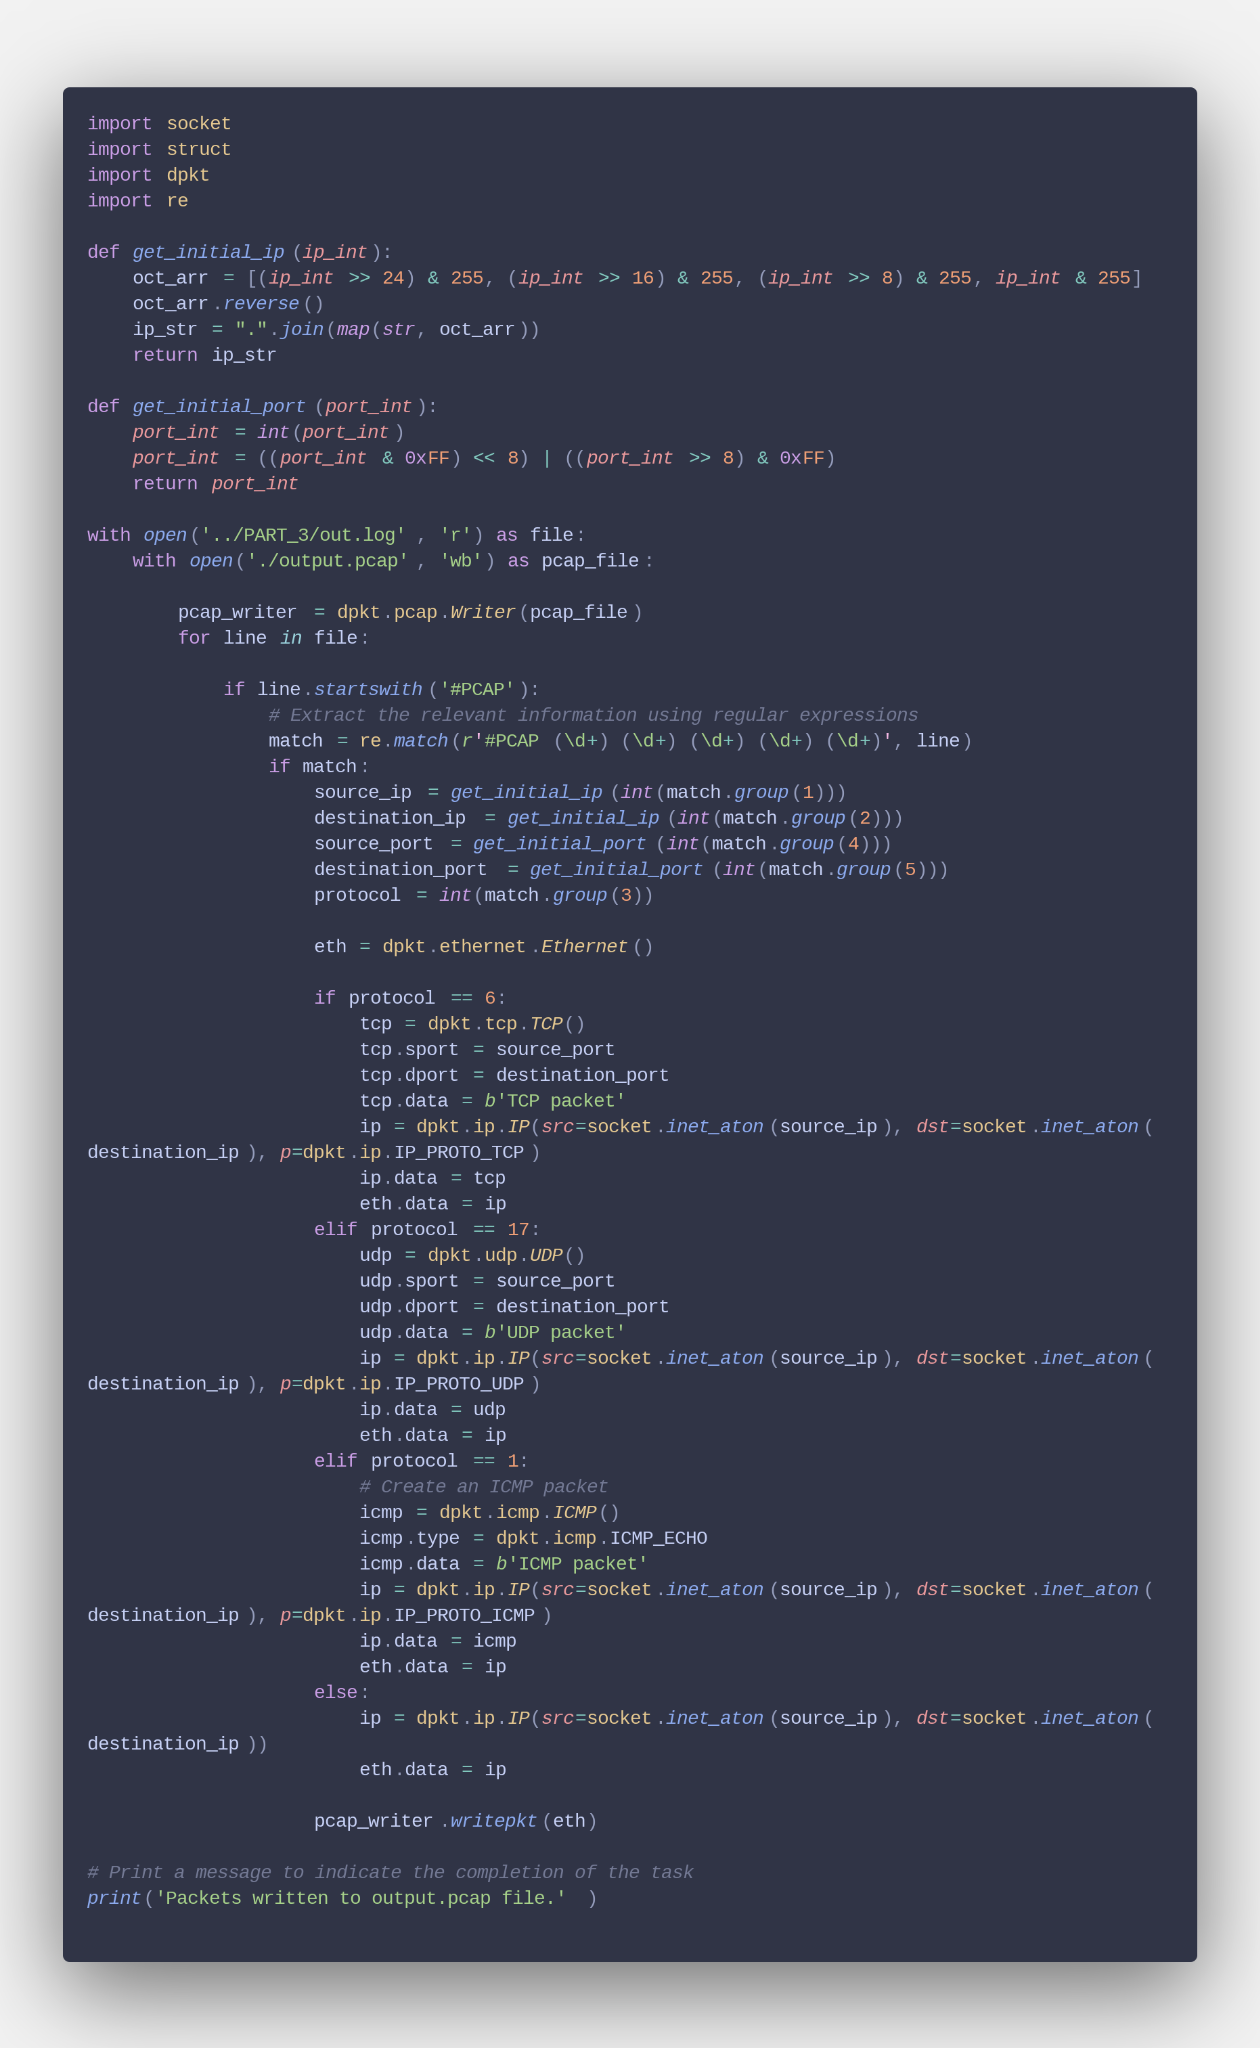 import socket
import struct
import dpkt
import re

def get_initial_ip(ip_int):
    oct_arr = [(ip_int >> 24) & 255, (ip_int >> 16) & 255, (ip_int >> 8) & 255, ip_int & 255]
    oct_arr.reverse()
    ip_str = ".".join(map(str, oct_arr))
    return ip_str

def get_initial_port(port_int):
    port_int = int(port_int)
    port_int = ((port_int & 0xFF) << 8) | ((port_int >> 8) & 0xFF)
    return port_int

with open('../PART_3/out.log', 'r') as file:
    with open('./output.pcap', 'wb') as pcap_file:

        pcap_writer = dpkt.pcap.Writer(pcap_file)
        for line in file:

            if line.startswith('#PCAP'):
                # Extract the relevant information using regular expressions
                match = re.match(r'#PCAP (\d+) (\d+) (\d+) (\d+) (\d+)', line)
                if match:
                    source_ip = get_initial_ip(int(match.group(1)))
                    destination_ip = get_initial_ip(int(match.group(2)))
                    source_port = get_initial_port(int(match.group(4)))
                    destination_port = get_initial_port(int(match.group(5)))
                    protocol = int(match.group(3))

                    eth = dpkt.ethernet.Ethernet()

                    if protocol == 6:
                        tcp = dpkt.tcp.TCP()
                        tcp.sport = source_port
                        tcp.dport = destination_port
                        tcp.data = b'TCP packet'
                        ip = dpkt.ip.IP(src=socket.inet_aton(source_ip), dst=socket.inet_aton(
destination_ip), p=dpkt.ip.IP_PROTO_TCP)
                        ip.data = tcp
                        eth.data = ip
                    elif protocol == 17:
                        udp = dpkt.udp.UDP()
                        udp.sport = source_port
                        udp.dport = destination_port
                        udp.data = b'UDP packet'
                        ip = dpkt.ip.IP(src=socket.inet_aton(source_ip), dst=socket.inet_aton(
destination_ip), p=dpkt.ip.IP_PROTO_UDP)
                        ip.data = udp
                        eth.data = ip
                    elif protocol == 1:
                        # Create an ICMP packet
                        icmp = dpkt.icmp.ICMP()
                        icmp.type = dpkt.icmp.ICMP_ECHO
                        icmp.data = b'ICMP packet'
                        ip = dpkt.ip.IP(src=socket.inet_aton(source_ip), dst=socket.inet_aton(
destination_ip), p=dpkt.ip.IP_PROTO_ICMP)
                        ip.data = icmp
                        eth.data = ip
                    else:
                        ip = dpkt.ip.IP(src=socket.inet_aton(source_ip), dst=socket.inet_aton(
destination_ip))
                        eth.data = ip

                    pcap_writer.writepkt(eth)

# Print a message to indicate the completion of the task
print('Packets written to output.pcap file.')